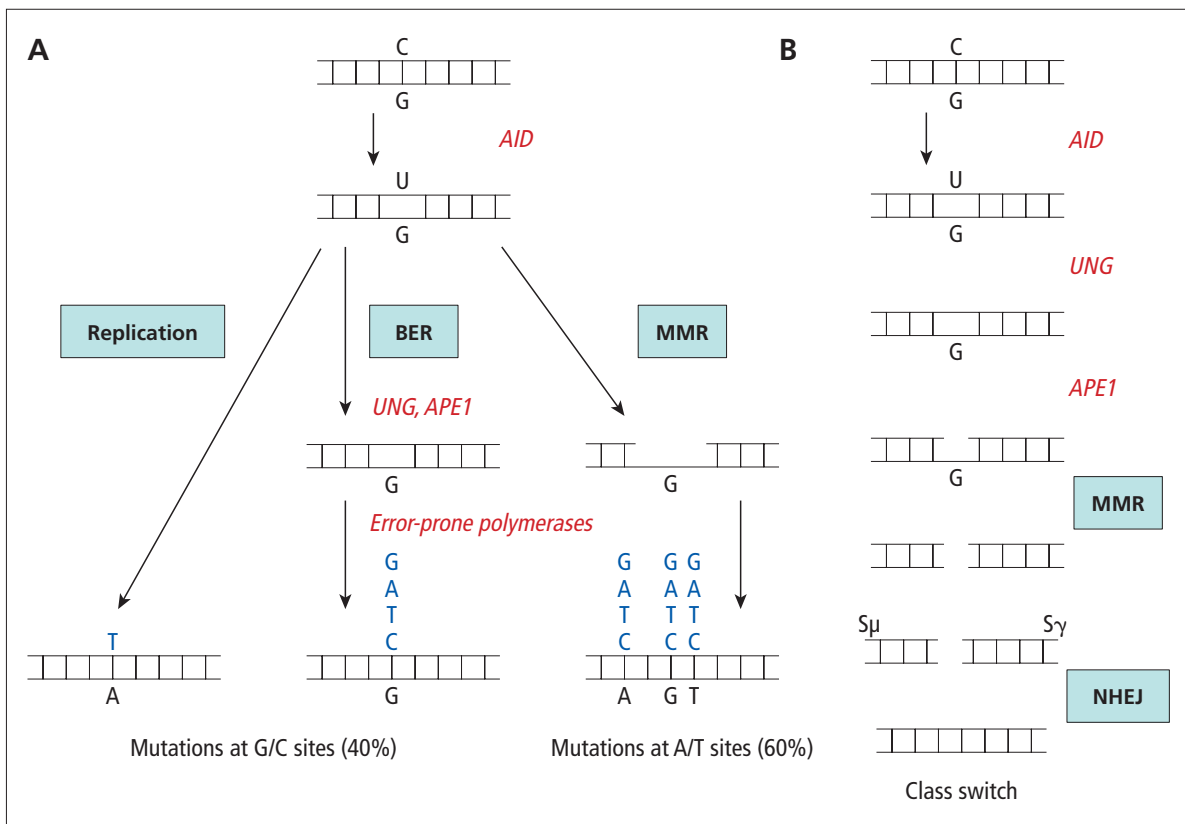 A
C
G
AID
U
G
Replication
BER
MMR
UNG, APE1
G
G
Error-prone polymerases
G
A
T
C
G G G
A A A
T T T
C C C
T
A
G
A G T
Mutations at G/C sites (40%)
Mutations at A/T sites (60%)
B
C
G
AID
U
G
UNG
G
APE1
G
MMR
Sμ
Sγ
NHEJ
Class switch